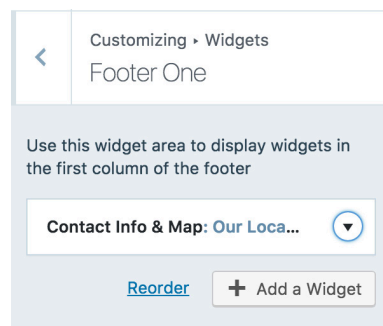 Customizing ▸ Widgets
Footer One
Use this widget area to display widgets in
the first column of the footer
Contact Info & Map: Our Loca...
Reorder
+ Add a Widget